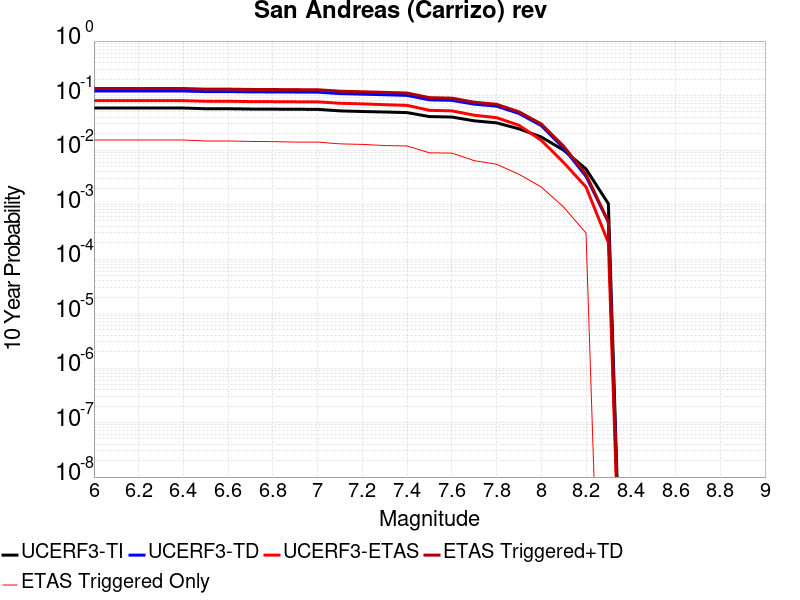 San Andreas (Carrizo) rev
10 0
10 -1
10 -2
10 -3
10 -4
10 -5
10 -6
10 -7
10 -8
10 Year Probability
6 6.2 6.4 6.6 6.8 7 7.2 7.4 7.6 7.8 8 8.2 8.4 8.6 8.8 9
Magnitude
UCERF3-TI UCERF3-TD UCERF3-ETAS ETAS Triggered+TD
ETAS Triggered Only